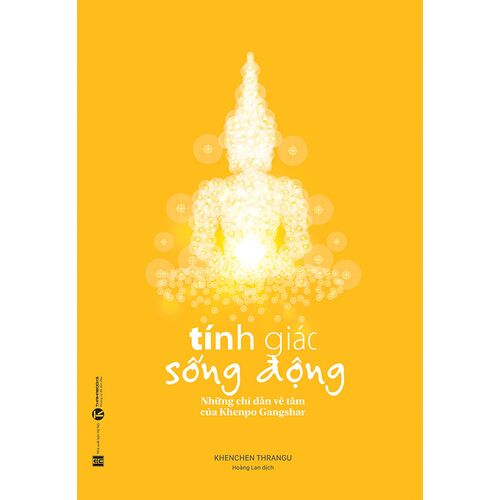 tính giác
sống động
Những chỉ dẫn về tâm
của Khenpo Gangshar
KHENCHEN THRANGU
Hoàng Lan dịch